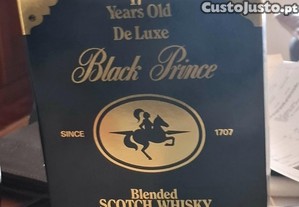 CustoJusto.pt
Years Old
De Luxe
Black Prince
SINCE 1707
Blended
SCOTCH WHISKY